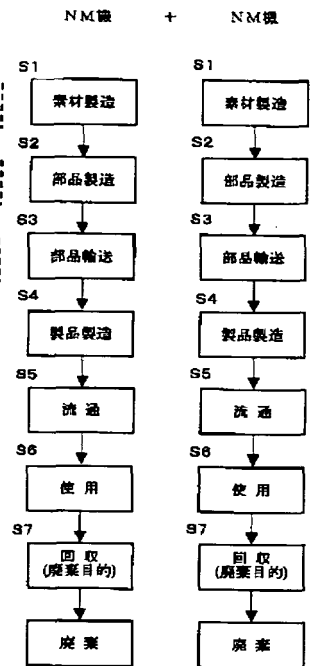 NM機 + NM機
S1
素材製造
S2
部品製造
S3
部品輸送
S4
製品製造
S5
流通
S6
使用
S7
回収
(廃棄目的)
廃棄
S1
素材製造
S2
部品製造
S3
部品輸送
S4
製品製造
S5
流通
S6
使用
S7
回収
(廃棄目的)
廃棄